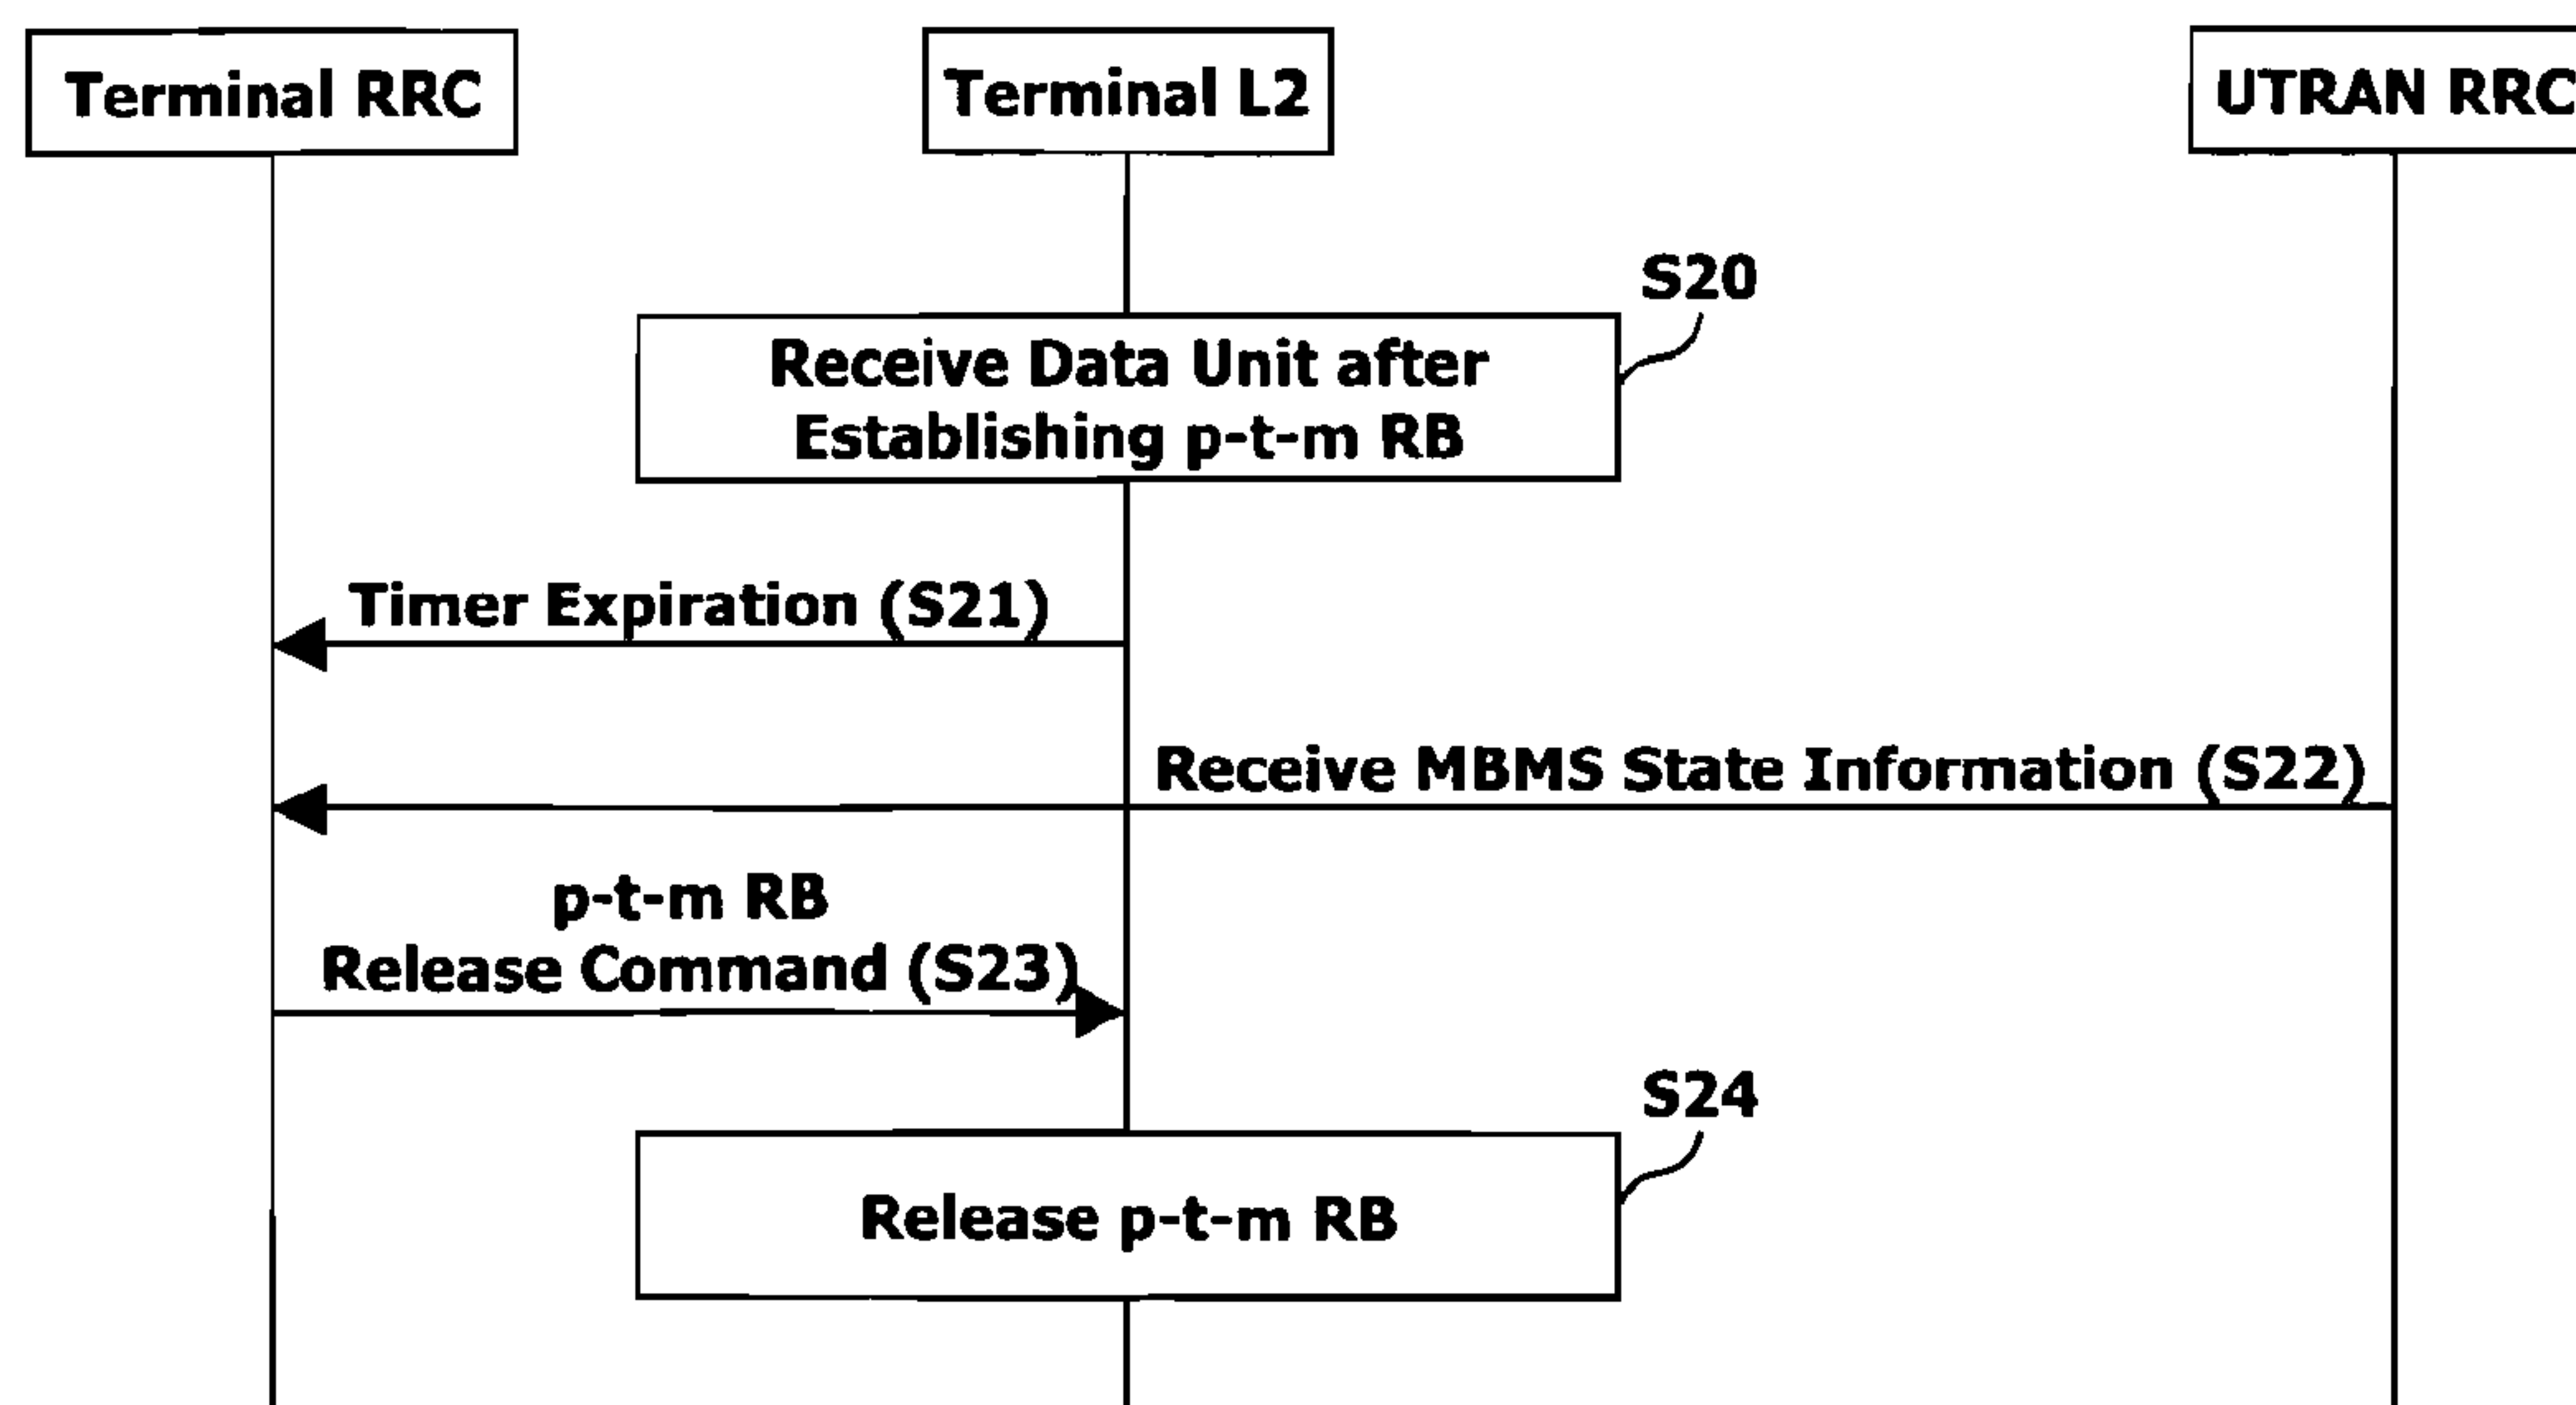 Terminal RRC
Terminal L2
UTRAN RRC
S20
Receive Data Unit after
Establishing p-t-m RB
Timer Expiration (S21)
Receive MBMS State Information (S22)
p-t-m RB
Release Command (S23)
S24
Release p-t-m RB